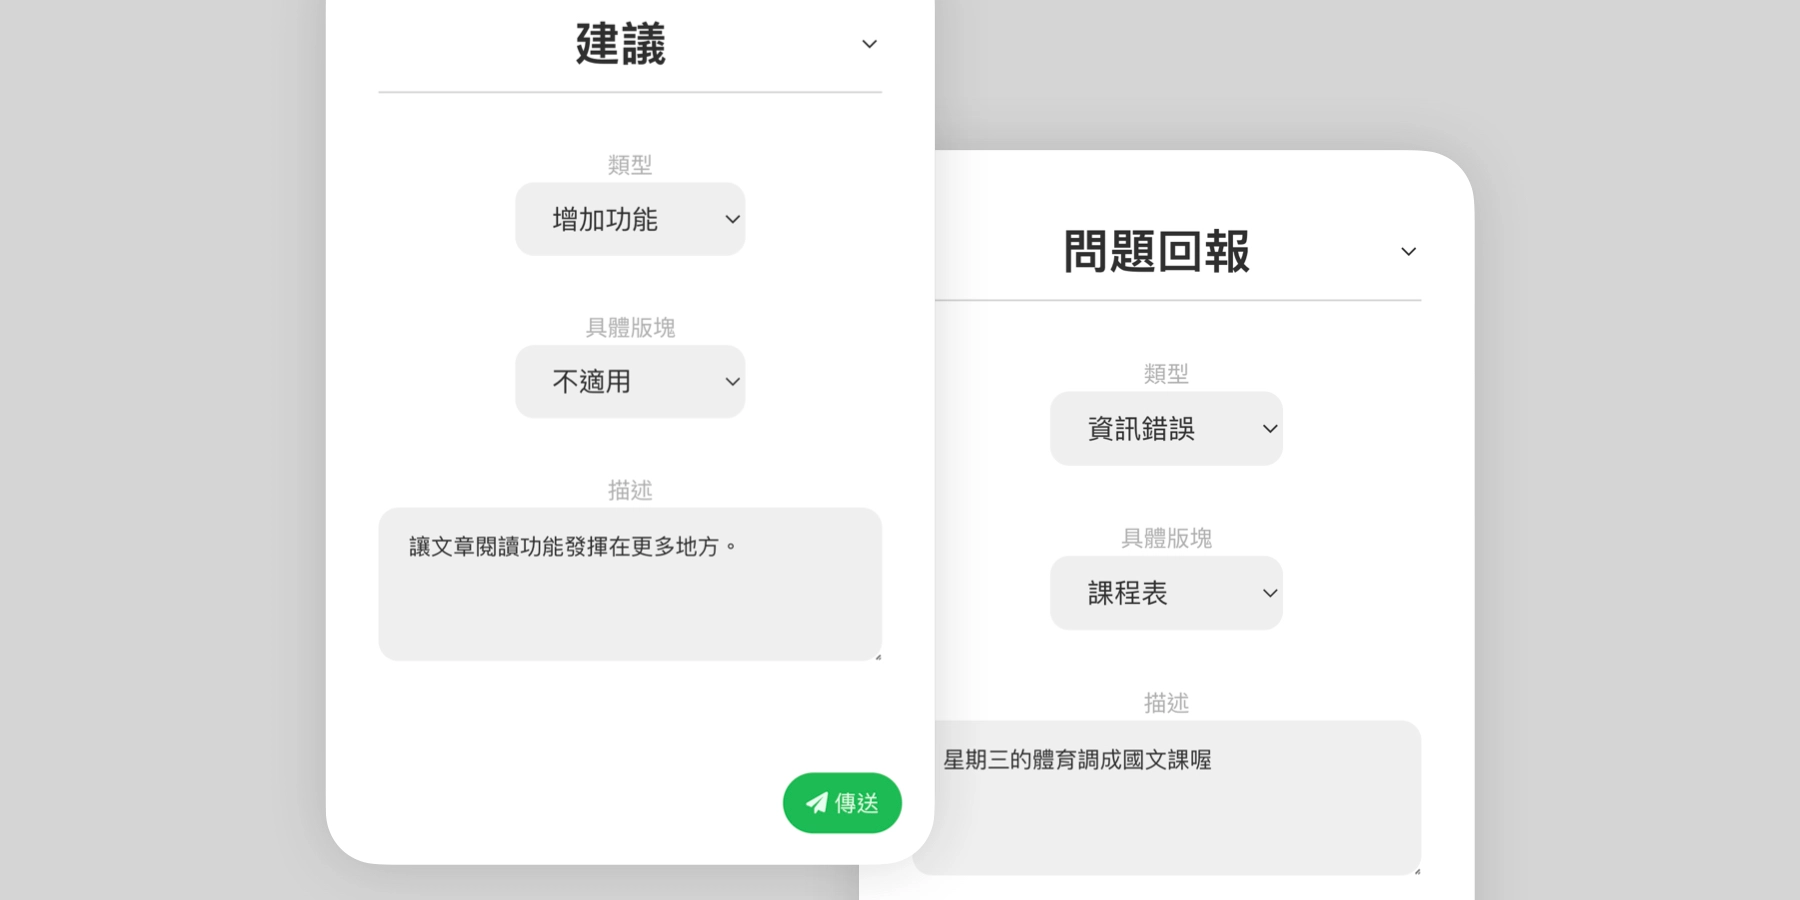 建議
類型
增加功能
具體版塊
不適用
描述
讓文章閱讀功能發揮在更多地方。
傳送
問題回報
類型
資訊錯誤
具體版塊
課程表
描述
星期三的體育調成國文課喔